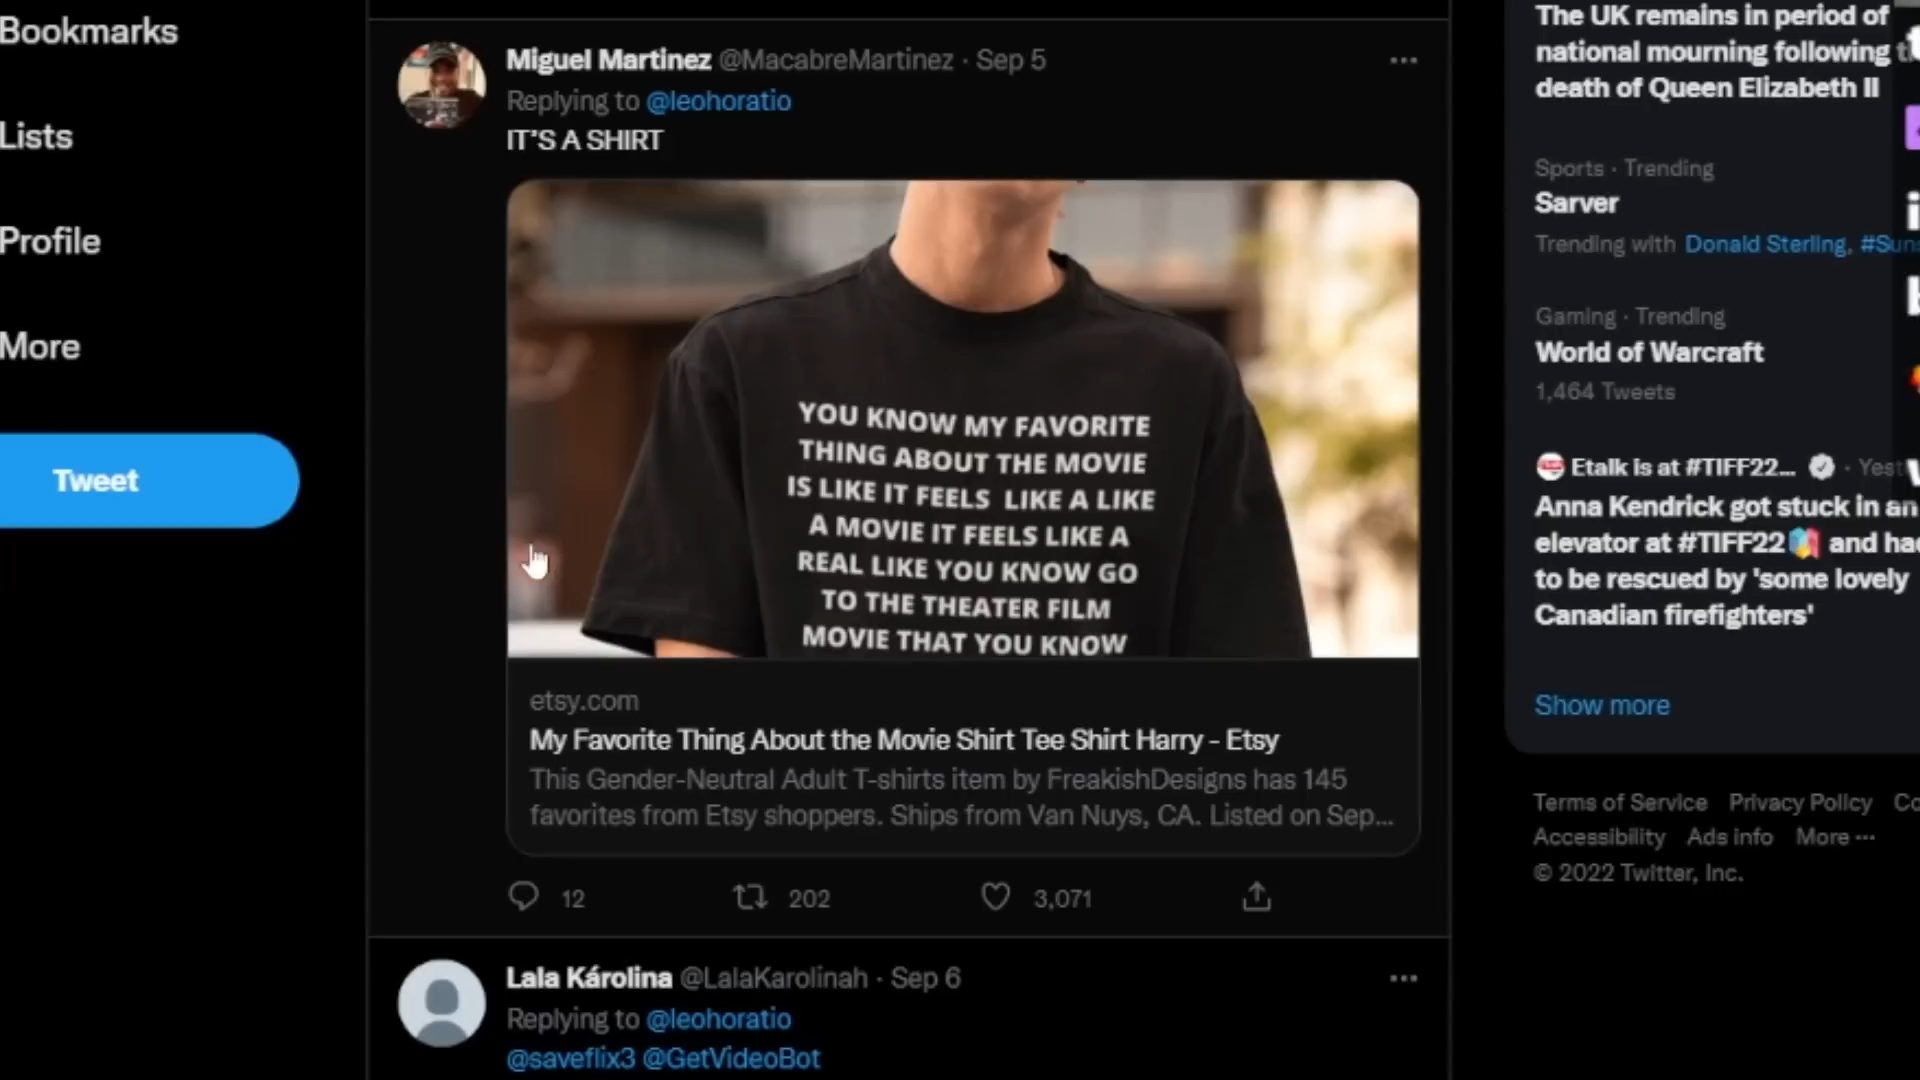 Bookmarks
Lists
Profile
More
Tweet
Miguel Martinez @MacabreMartinez · Sep 5
Replying to @leohoratio
IT'S A SHIRT
YOU KNOW MY FAVORITE
THING ABOUT THE MOVIE
IS LIKE IT FEELS LIKE A LIKE
A MOVIE IT FEELS LIKE A
REAL LIKE YOU KNOW GO
TO THE THEATER FILM
MOVIE THAT YOU KNOW
etsy.com
My Favorite Thing About the Movie Shirt Tee Shirt Harry - Etsy
This Gender-Neutral Adult T-shirts item by FreakishDesigns has 145
favorites from Etsy shoppers. Ships from Van Nuys, CA. Listed on Sep...
12 202 3,071
Lala Károlina @LalaKarolinah · Sep 6
Replying to @leohoratio
@saveflix3 @GetVideoBot
The UK remains in period of
national mourning following
death of Queen Elizabeth II
Sports · Trending
Sarver
Trending with Donald Sterling,
Gaming · Trending
World of Warcraft
1,464 Tweets
Etalk is at #TIFF22...
Anna Kendrick got stuck in an
elevator at #TIFF22 and had
to be rescued by 'some lovely
Canadian firefighters'
Show more
Terms of Service Privacy Policy
Accessibility Ads info More ...
© 2022 Twitter, Inc.